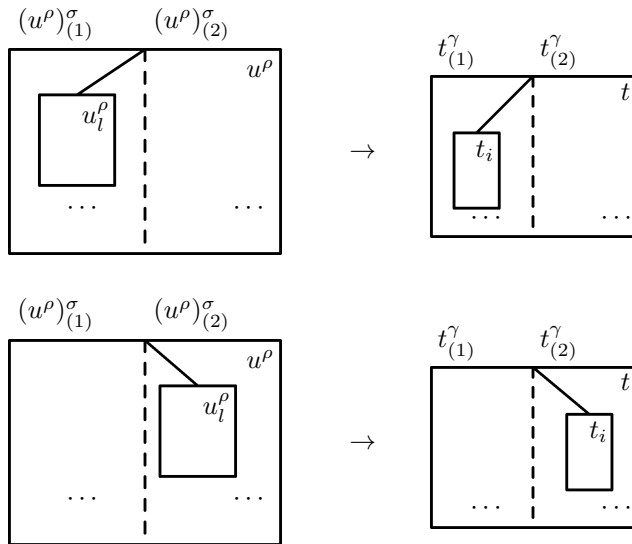 (u^ρ)^σ_(1) (u^ρ)^σ_(2) t^γ_(1) t^γ_(2)
u^ρ t
u^ρ_l t_i
→
... ... ... ...
(u^ρ)^σ_(1) (u^ρ)^σ_(2) t^γ_(1) t^γ_(2)
u^ρ t
u^ρ_l t_i
→
... ... ... ...